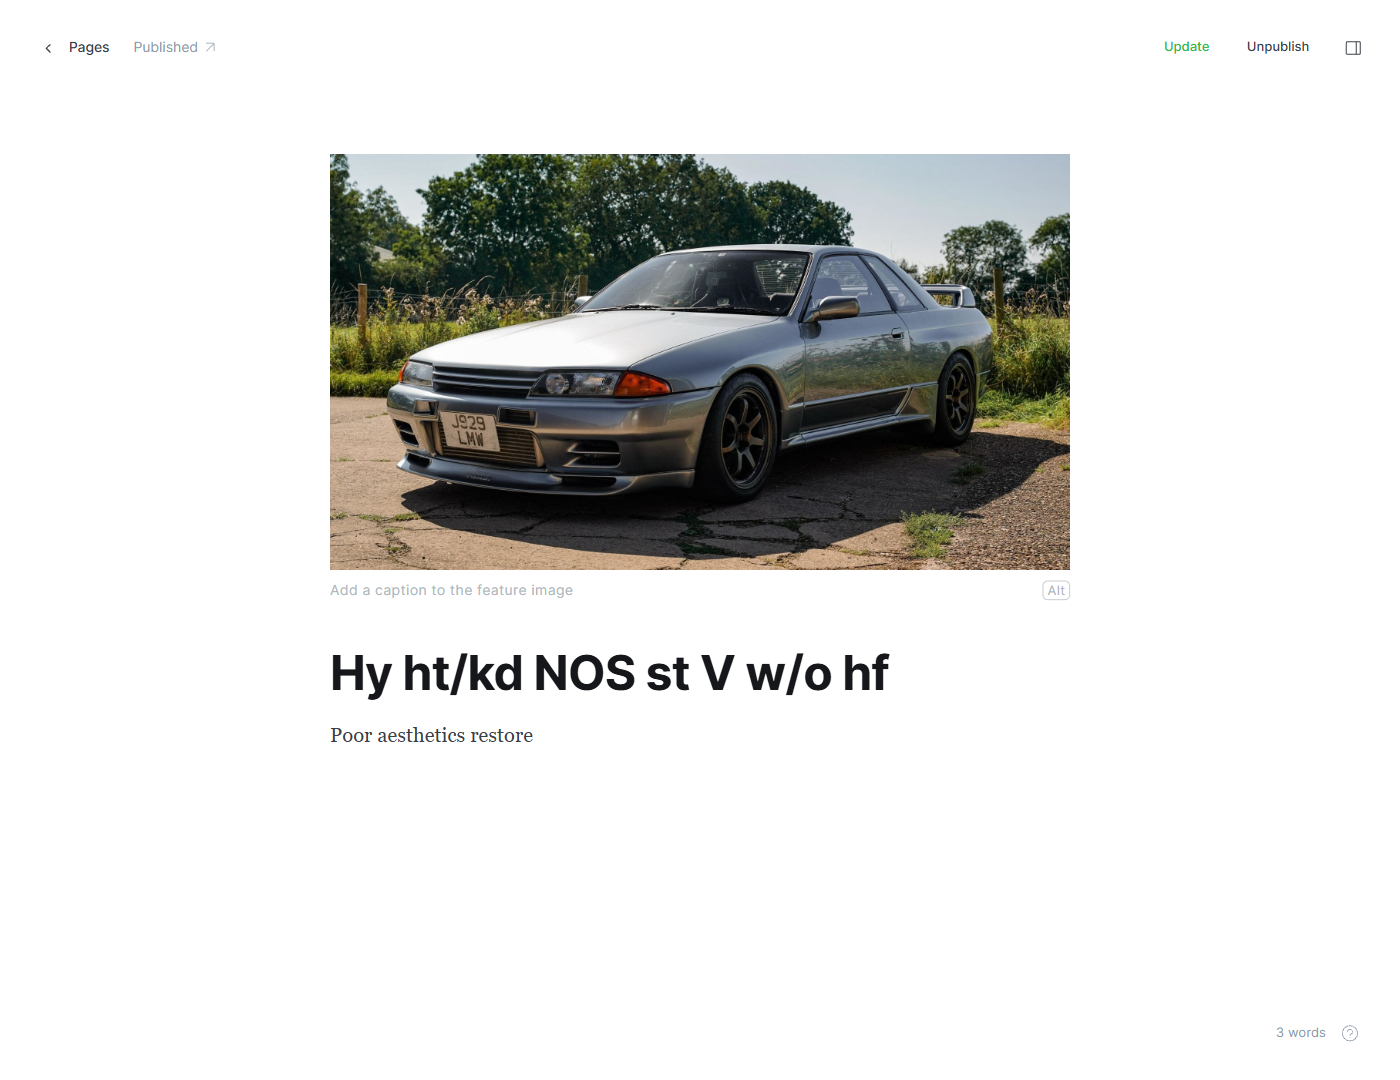 Pages Published
Update Unpublish
J929
LMW
Add a caption to the feature image
Alt
Hy ht/kd NOS st V w/o hf
Poor aesthetics restore
3 words